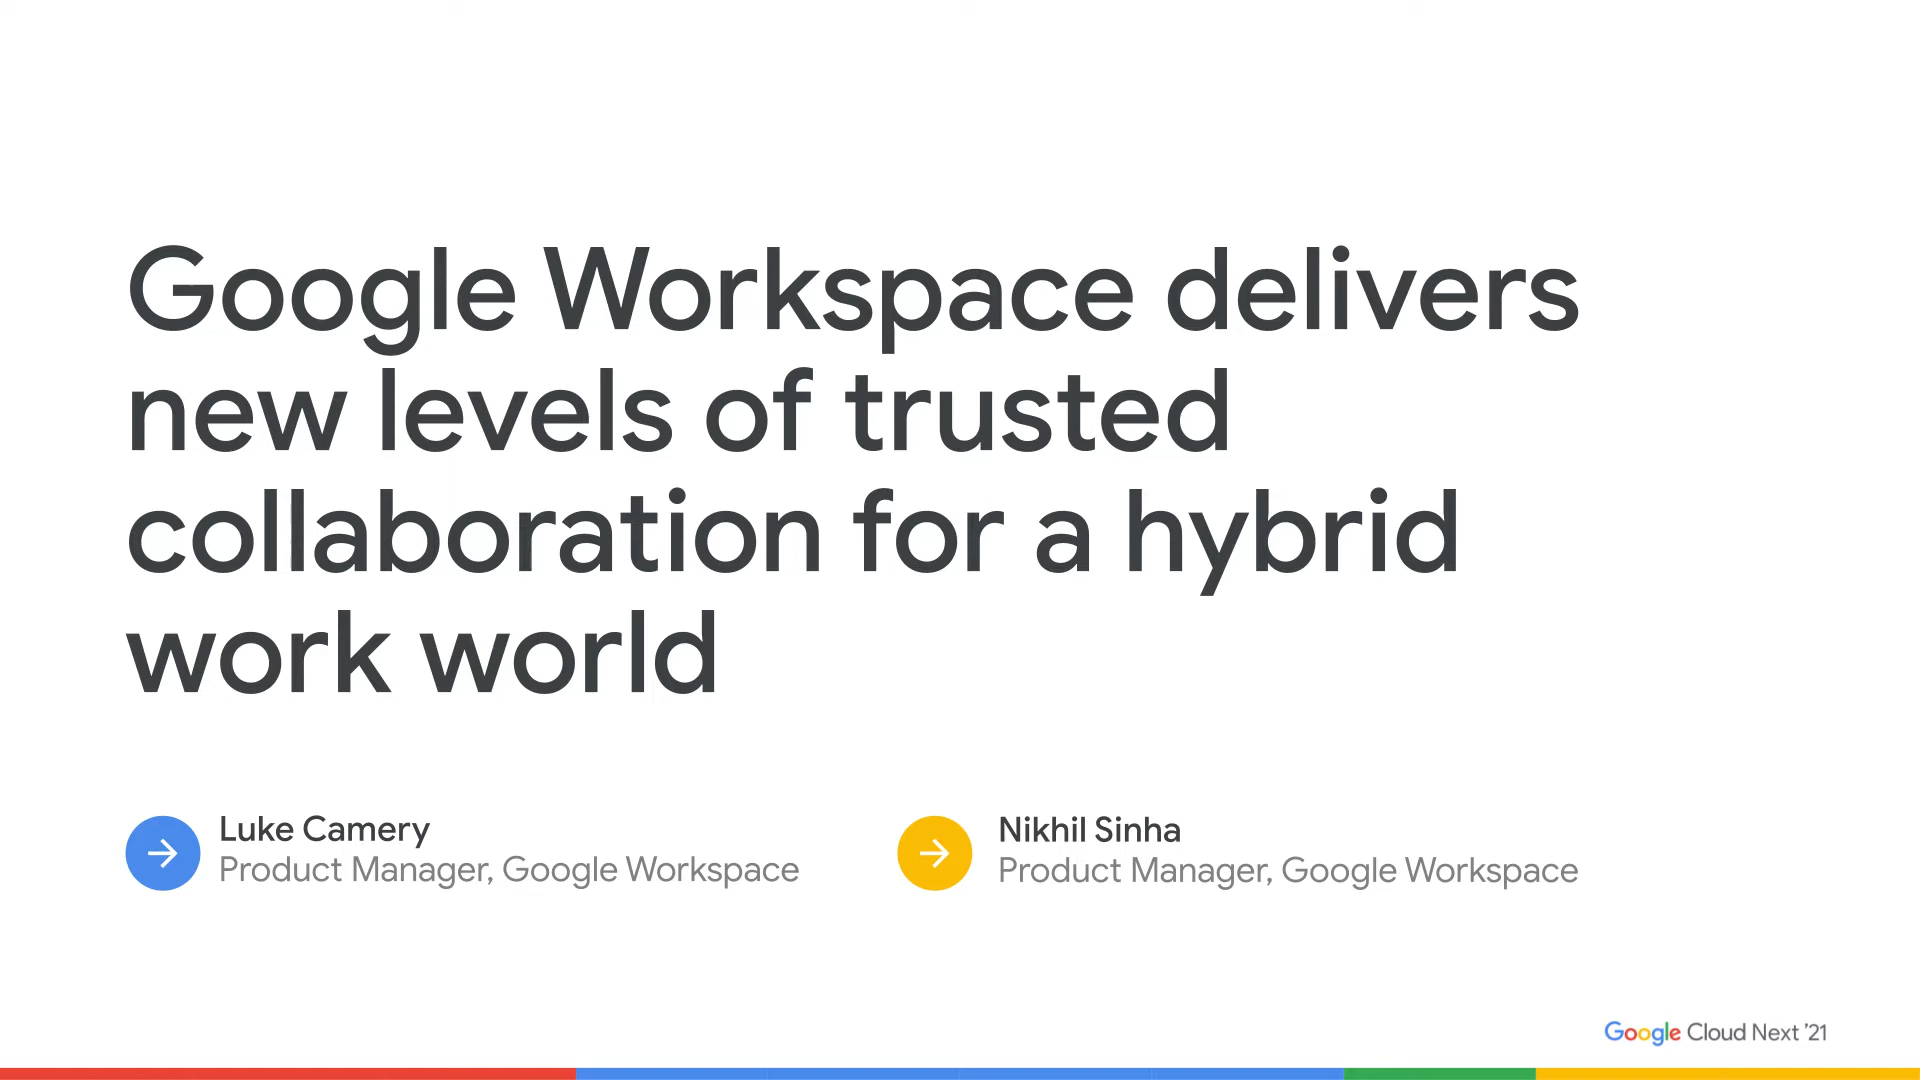 Google Workspace delivers
new levels of trusted
collaboration for a hybrid
work world
Luke Camery
Product Manager, Google Workspace
Nikhil Sinha
Product Manager, Google Workspace
Google Cloud Next ’21